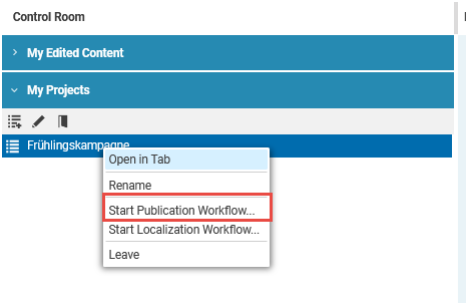 Control Room
My Edited Content
My Projects
Frühlingskampagne
Open in Tab
Rename
Start Publication Workflow...
Start Localization Workflow...
Leave